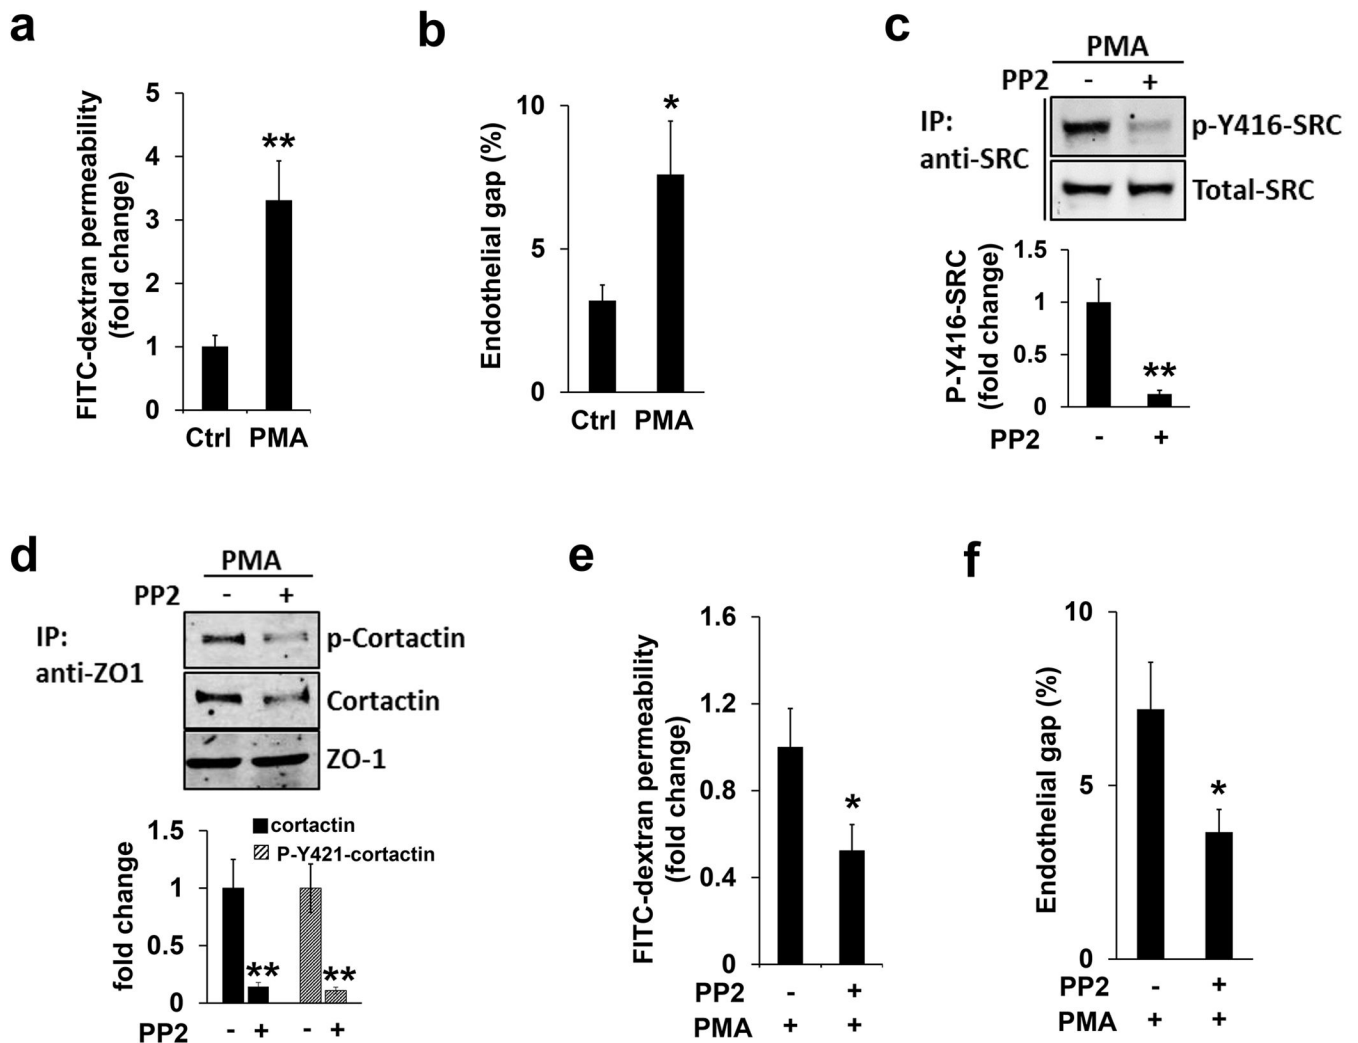 a
FITC-dextran permeability
(fold change)
5
4
3
2
1
0
**
Ctrl PMA
b
Endothelial gap (%)
10
5
0
*
Ctrl PMA
c
PMA
PP2 - +
IP:
anti-SRC
p-Y416-SRC
Total-SRC
P-Y416-SRC
(fold change)
1.5
1
0.5
0
**
PP2 - +
d
PMA
PP2 - +
IP:
anti-ZO1
p-Cortactin
Cortactin
ZO-1
fold change
1.5
1
0.5
0
cortactin
P-Y421-cortactin
** **
PP2 - + - +
e
FITC-dextran permeability
(fold change)
1.6
1.2
0.8
0.4
0
*
PP2 - +
PMA + +
f
Endothelial gap (%)
10
5
0
*
PP2 - +
PMA + +